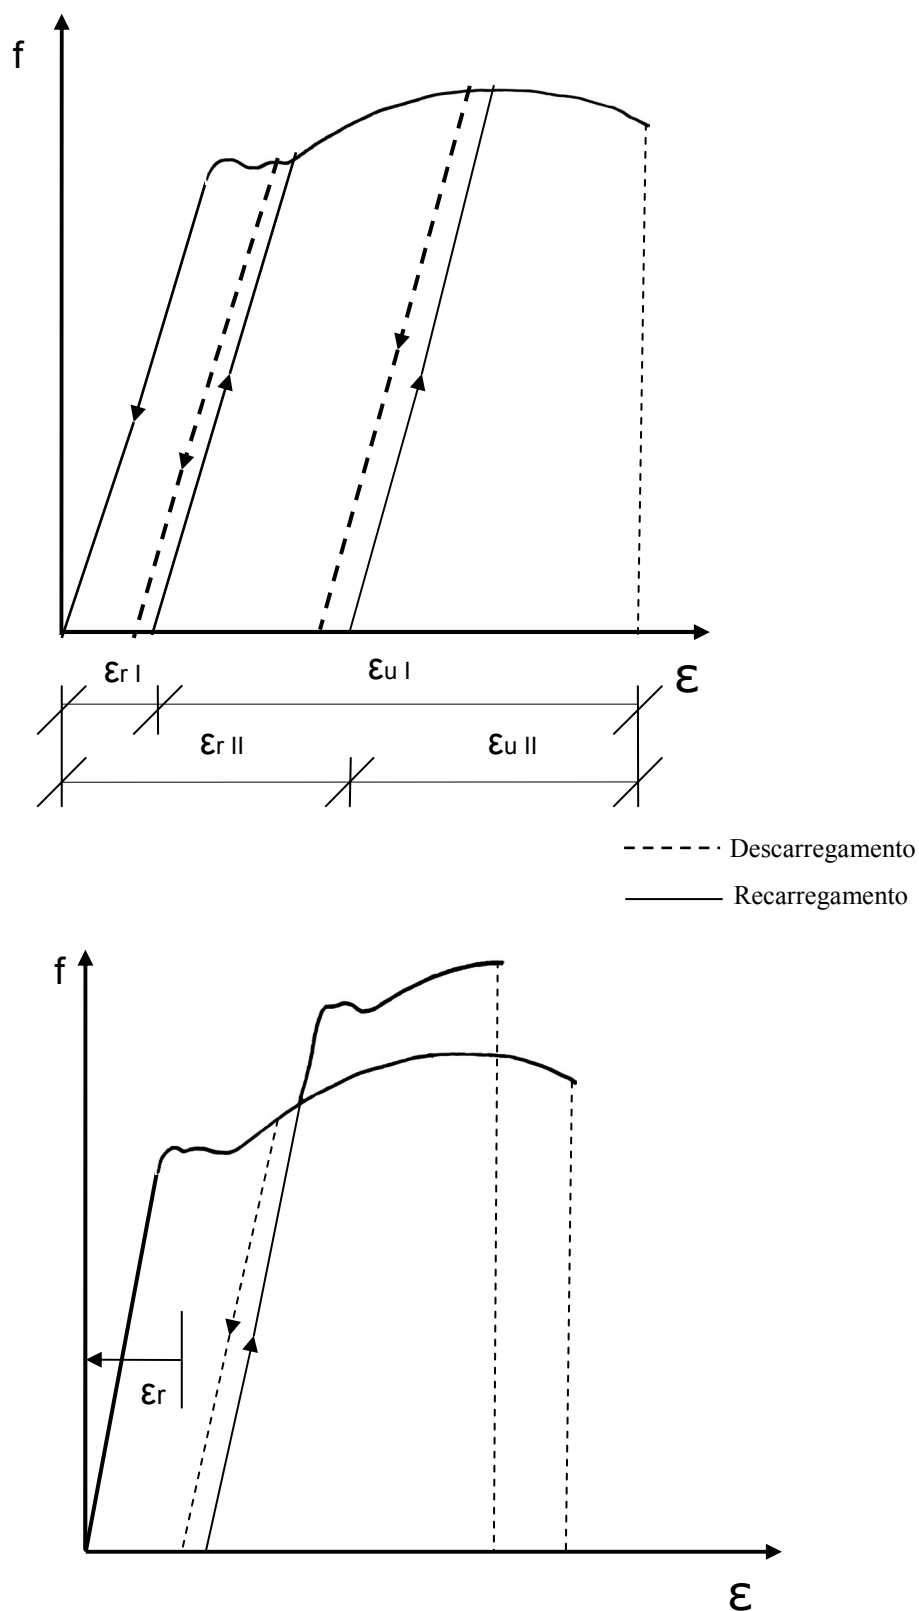 f
εr I
εu I
ε
εr II
εu II
Descarregamento
Recarregamento
f
εr
ε